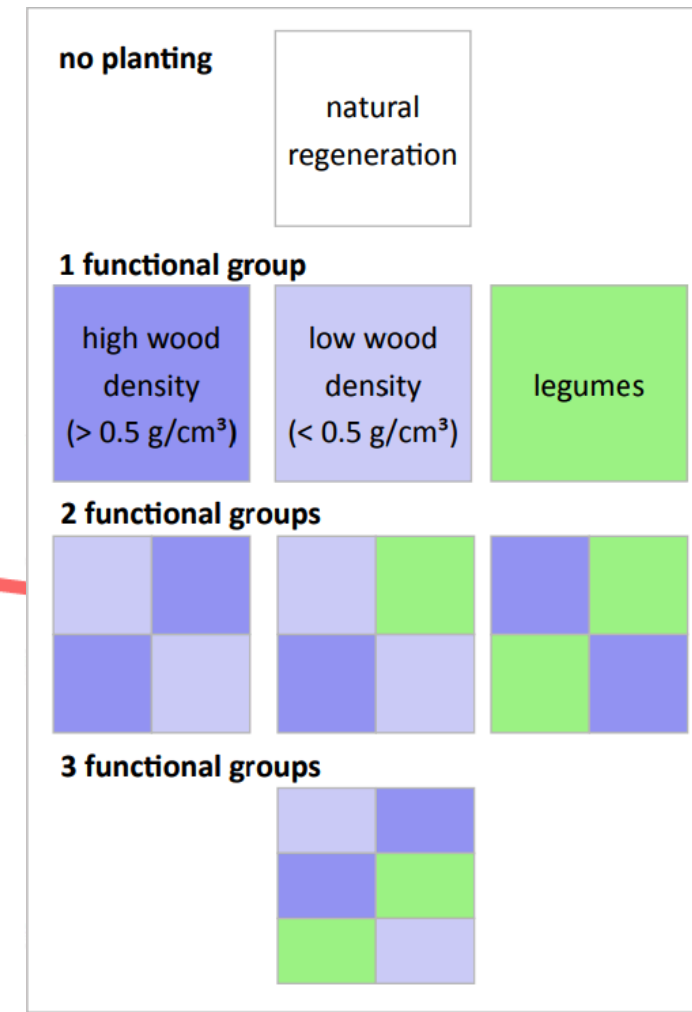 no planting
natural
regeneration
1 functional group
high wood
density
(> 0.5 g/cm³)
low wood
density
(< 0.5 g/cm³)
legumes
2 functional groups
3 functional groups